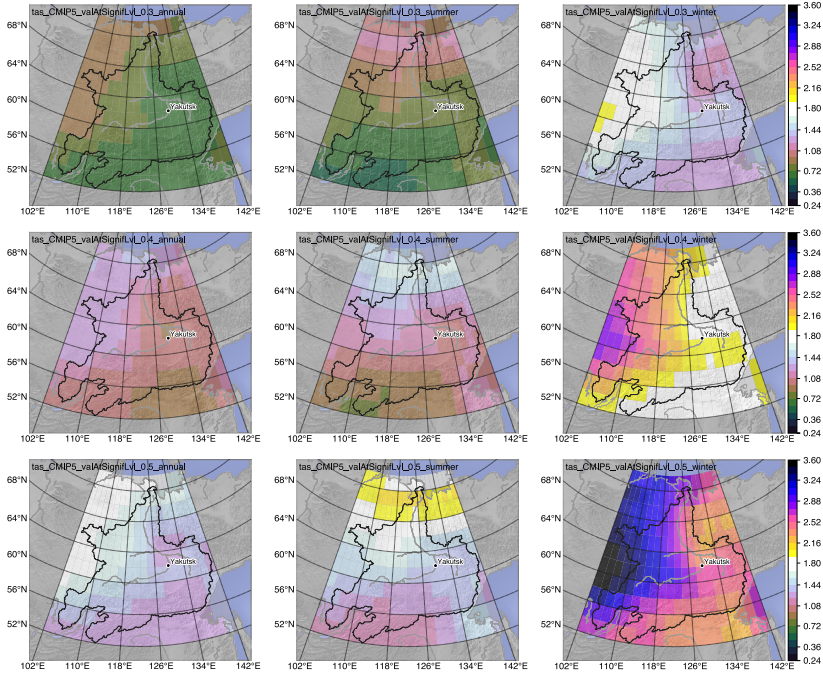 tas_CMIP5_valAtSignifLvl_0.3_annual
tas_CMIP5_valAtSignifLvl_0.3_summer
tas_CMIP5_valAtSignifLvl_0.3_winter
68°N 64°N 60°N 56°N 52°N
102°E 110°E 118°E 126°E 134°E 142°E
Yakutsk
68°N 64°N 60°N 56°N 52°N
102°E 110°E 118°E 126°E 134°E 142°E
Yakutsk
68°N 64°N 60°N 56°N 52°N
102°E 110°E 118°E 126°E 134°E 142°E
Yakutsk
3.60 3.24 2.88 2.52 2.16 1.80 1.44 1.08 0.72 0.36 0.24
tas_CMIP5_valAtSignifLvl_0.4_annual
tas_CMIP5_valAtSignifLvl_0.4_summer
tas_CMIP5_valAtSignifLvl_0.4_winter
68°N 64°N 60°N 56°N 52°N
102°E 110°E 118°E 126°E 134°E 142°E
Yakutsk
68°N 64°N 60°N 56°N 52°N
102°E 110°E 118°E 126°E 134°E 142°E
Yakutsk
68°N 64°N 60°N 56°N 52°N
102°E 110°E 118°E 126°E 134°E 142°E
Yakutsk
3.60 3.24 2.88 2.52 2.16 1.80 1.44 1.08 0.72 0.36 0.24
tas_CMIP5_valAtSignifLvl_0.5_annual
tas_CMIP5_valAtSignifLvl_0.5_summer
tas_CMIP5_valAtSignifLvl_0.5_winter
68°N 64°N 60°N 56°N 52°N
102°E 110°E 118°E 126°E 134°E 142°E
Yakutsk
68°N 64°N 60°N 56°N 52°N
102°E 110°E 118°E 126°E 134°E 142°E
Yakutsk
68°N 64°N 60°N 56°N 52°N
102°E 110°E 118°E 126°E 134°E 142°E
Yakutsk
3.60 3.24 2.88 2.52 2.16 1.80 1.44 1.08 0.72 0.36 0.24